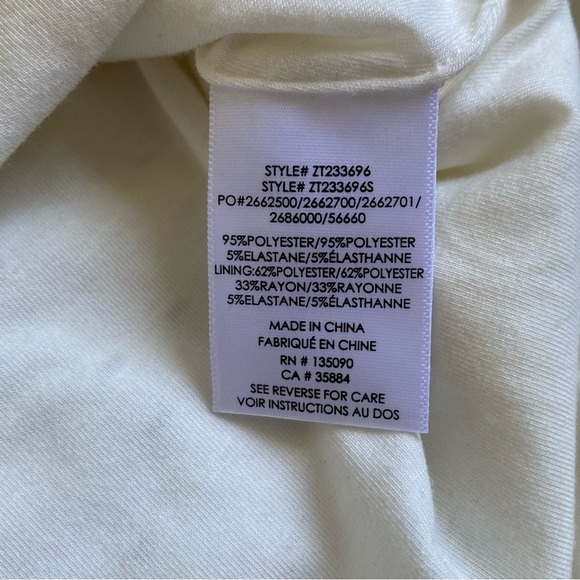 STYLE# ZT233696
STYLE# ZT233696S
PO#2662500/2662700/2662701/
2686000/56660
95%POLYESTER/95%POLYESTER
5%ELASTANE/5%ÉLASTHANNE
LINING:62%POLYESTER/62%POLYESTER
33%RAYON/33%RAYONNE
5%ELASTANE/5%ÉLASTHANNE
MADE IN CHINA
FABRIQUÉ EN CHINE
RN # 135090
CA # 35884
SEE REVERSE FOR CARE
VOIR INSTRUCTIONS AU DOS